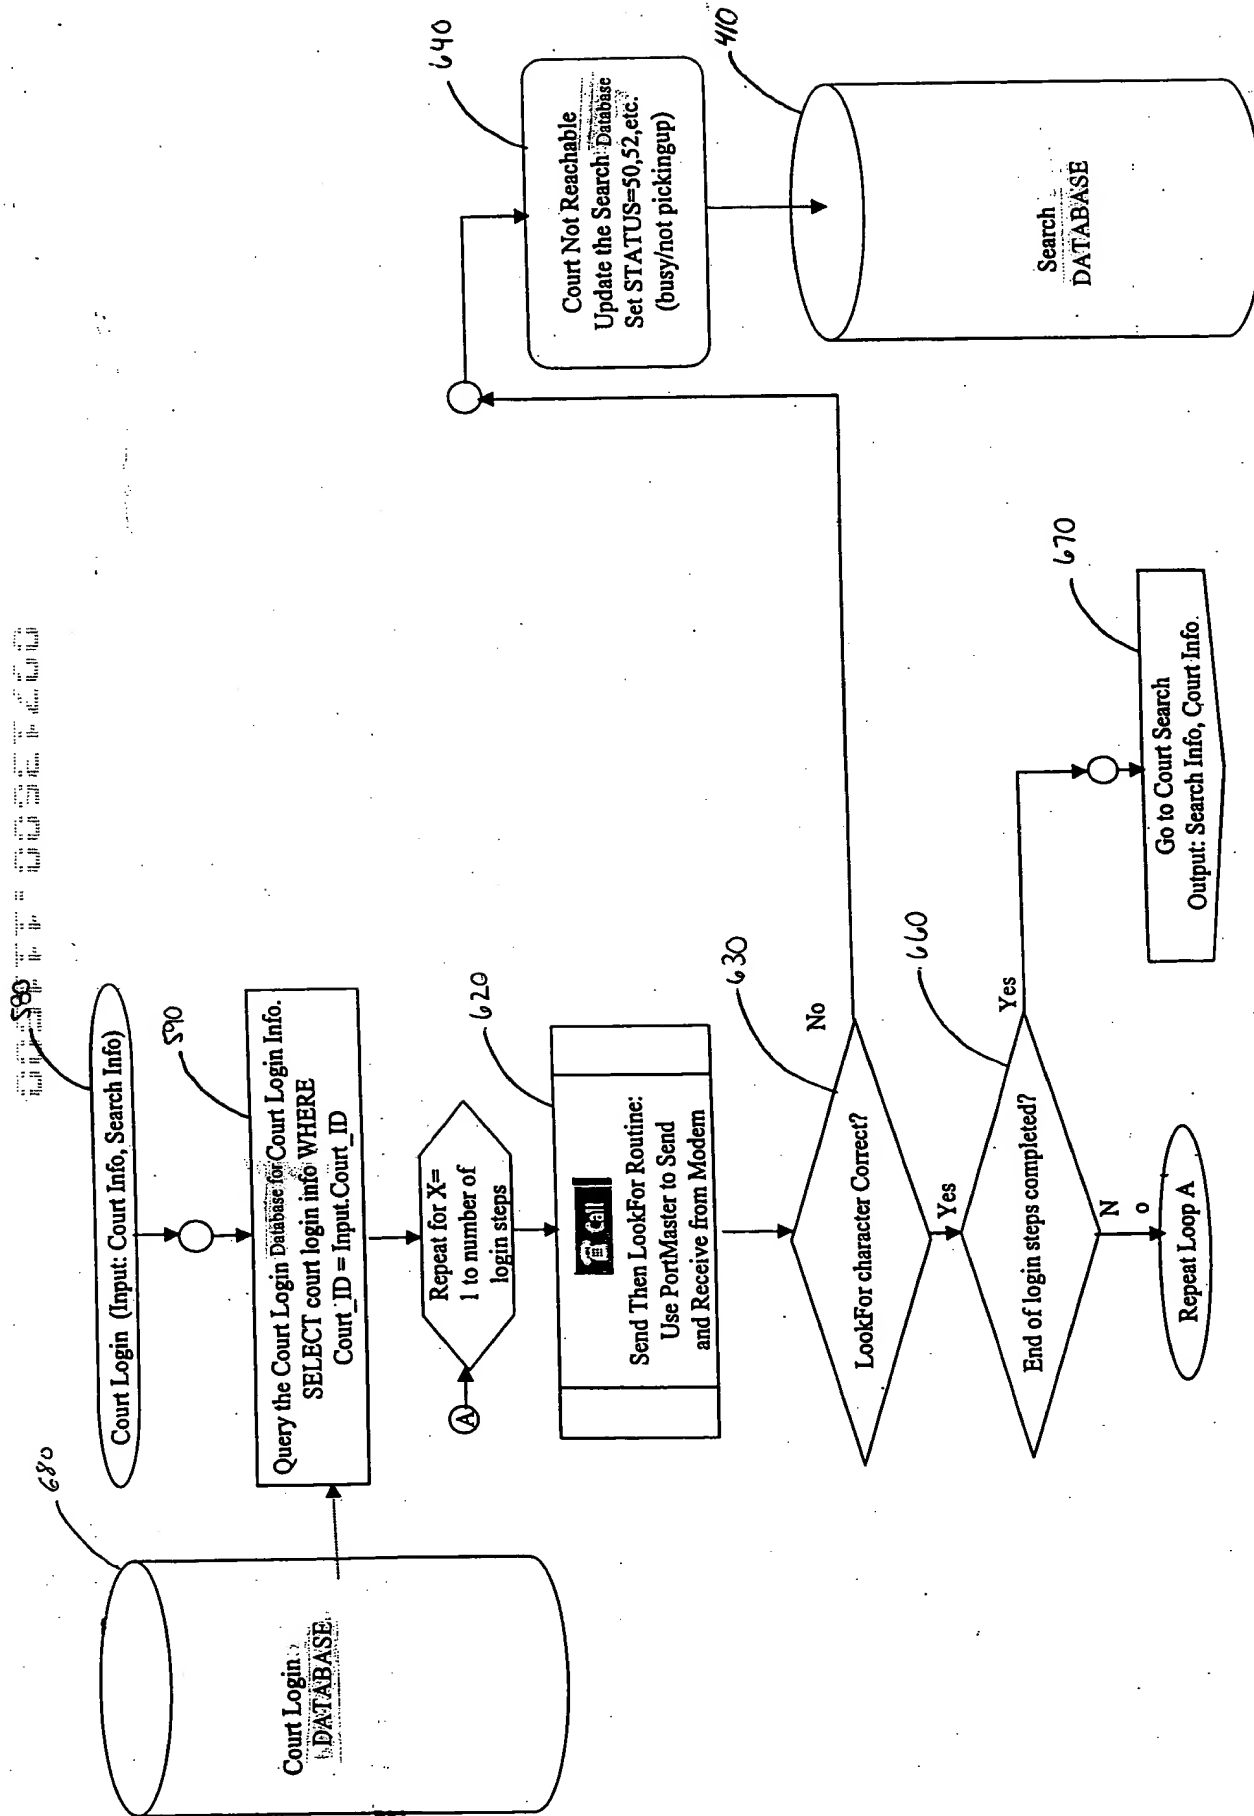 580
Court Login (Input: Court Info, Search Info)
590
Query the Court Login Database for Court Login Info.
SELECT court login info WHERE
Court_ID = Input.Court_ID
680
Court Login
DATABASE
A
Repeat for X=
1 to number of
login steps
620
Call
Send Then LookFor Routine:
Use PortMaster to Send
and Receive from Modem
630
LookFor character Correct?
No
Yes
640
Court Not Reachable
Update the Search Database
Set STATUS=50,52,etc.
(busy/not pickingup)
410
Search
DATABASE
660
End of login steps completed?
Yes
N
o
670
Go to Court Search
Output: Search Info, Court Info.
Repeat Loop A